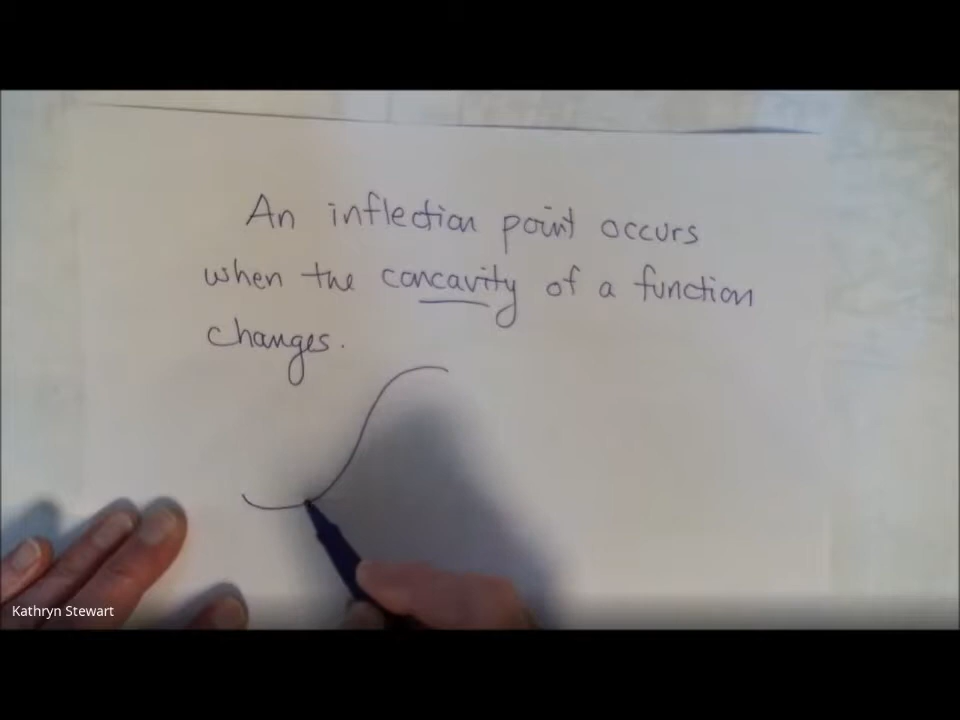 An inflection point occurs
when the concavity of a function
changes.
Kathryn Stewart